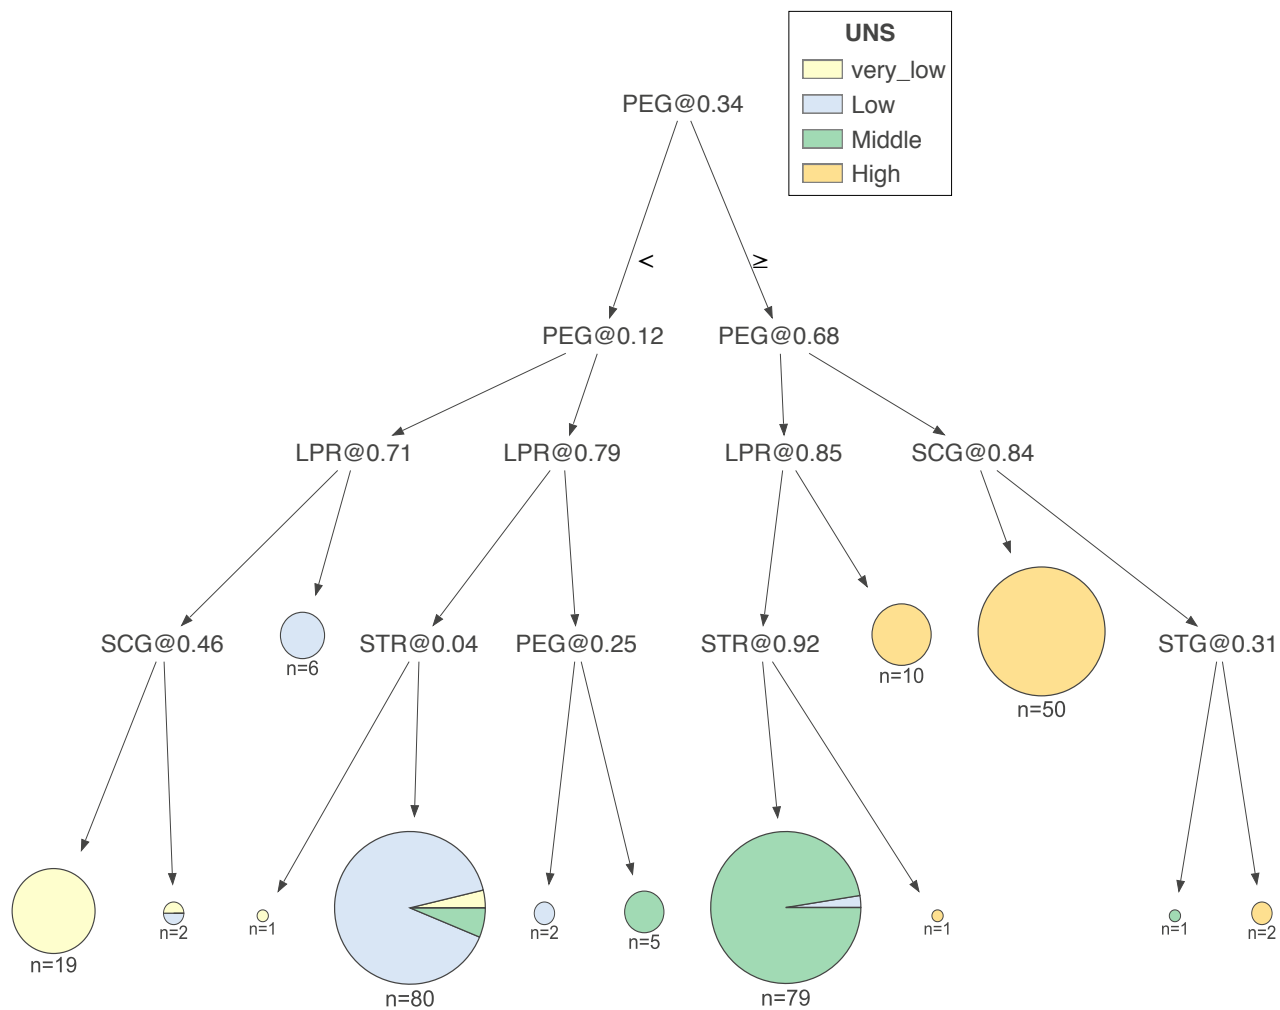 UNS
very_low
Low
Middle
High
PEG@0.34
<
≥
PEG@0.12
PEG@0.68
LPR@0.71
LPR@0.79
LPR@0.85
SCG@0.84
SCG@0.46
n=6
STR@0.04
PEG@0.25
STR@0.92
n=10
n=50
STG@0.31
n=19
n=2
n=1
n=80
n=2
n=5
n=79
n=1
n=1
n=2